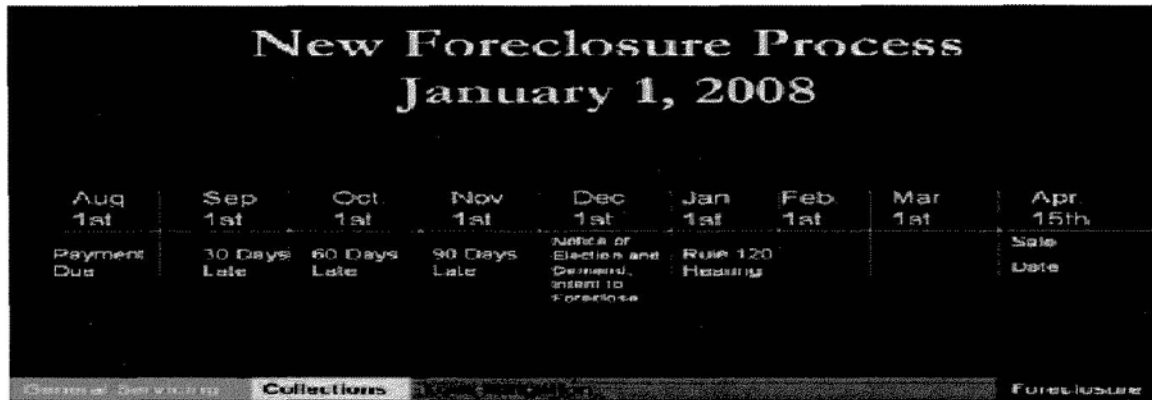 New Foreclosure Process
January 1, 2008
Aug Sep Oct. Nov Dec Jan Feb. Mar Apr.
1st 1st 1st 1st 1st 1st 1st 1st 15th
Payment Due
30 Days Late
60 Days Late
90 Days Late
Notice of
Election and
Demand,
Intent to
Foreclose
Rule 120
Hearing
Sale
Date
General Servicing Collections Foreclosure